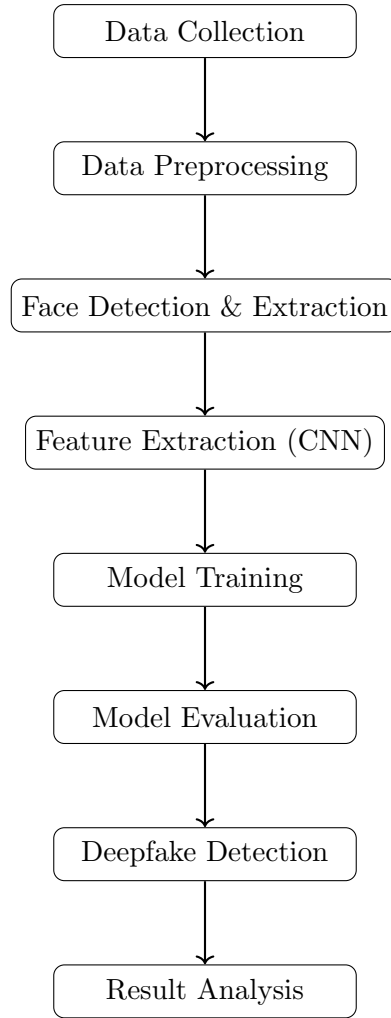 Data Collection
Data Preprocessing
Face Detection & Extraction
Feature Extraction (CNN)
Model Training
Model Evaluation
Deepfake Detection
Result Analysis